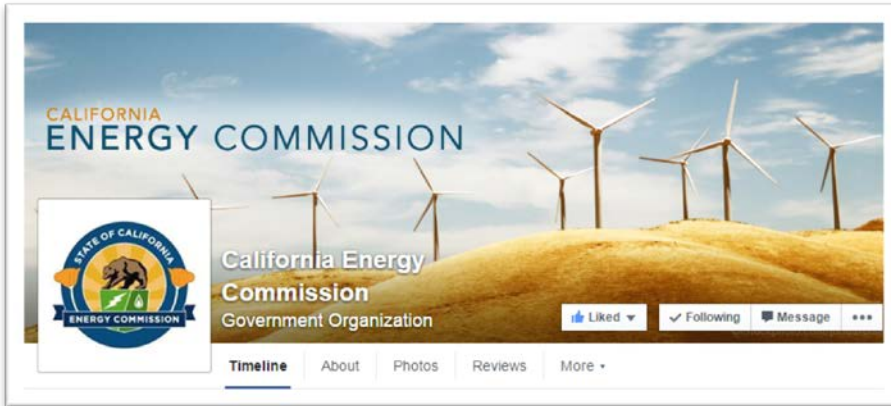 CALIFORNIA
ENERGY COMMISSION
STATE OF CALIFORNIA
ENERGY COMMISSION
California Energy
Commission
Government Organization
Liked
Following
Message
Timeline
About
Photos
Reviews
More